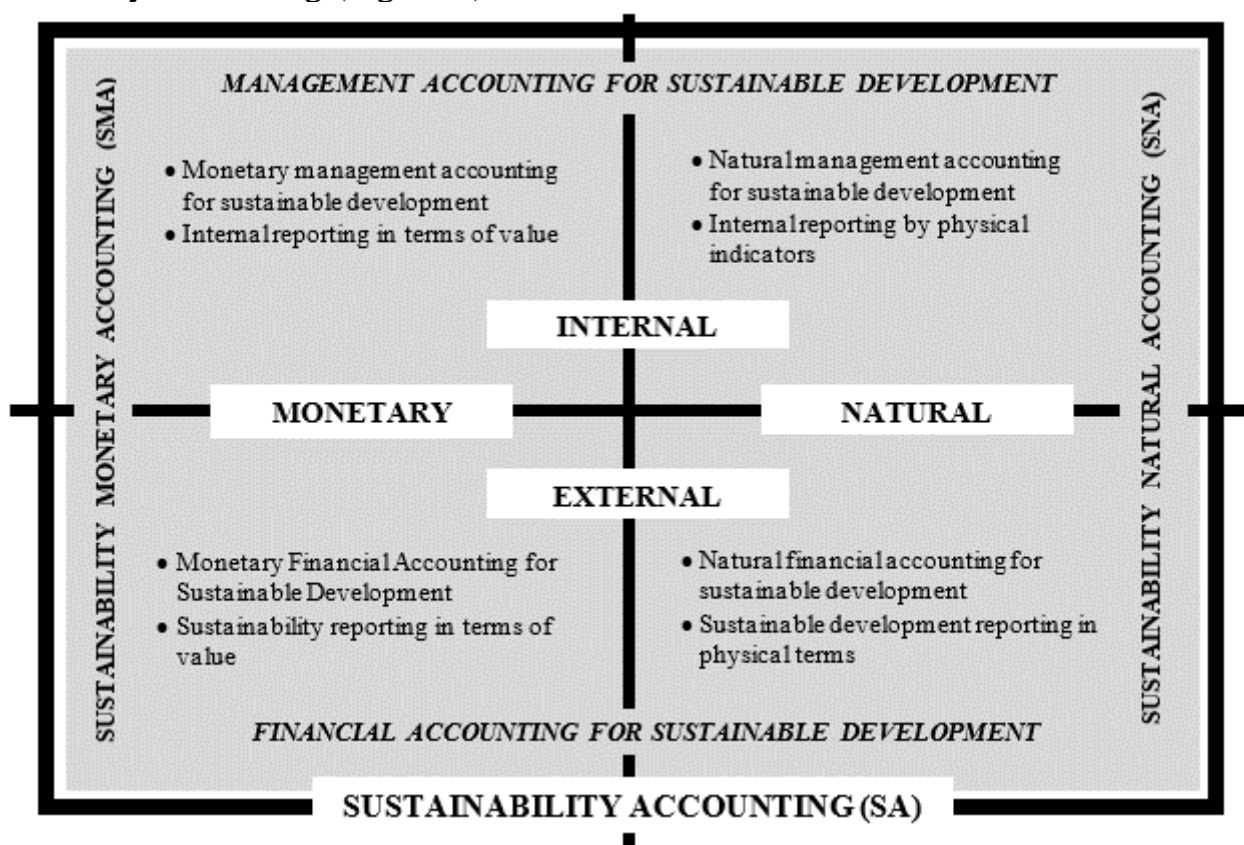 MANAGEMENT ACCOUNTING FOR SUSTAINABLE DEVELOPMENT
SUSTAINABILITY MONETARY ACCOUNTING (SMA)
• Monetary management accounting
for sustainable development
• Internal reporting in terms of value
• Natural management accounting
for sustainable development
• Internal reporting by physical
indicators
SUSTAINABILITY NATURAL ACCOUNTING (SNA)
INTERNAL
MONETARY
NATURAL
EXTERNAL
• Monetary Financial Accounting for
Sustainable Development
• Sustainability reporting in terms of
value
• Natural financial accounting for
sustainable development
• Sustainable development reporting in
physical terms
FINANCIAL ACCOUNTING FOR SUSTAINABLE DEVELOPMENT
SUSTAINABILITY ACCOUNTING (SA)